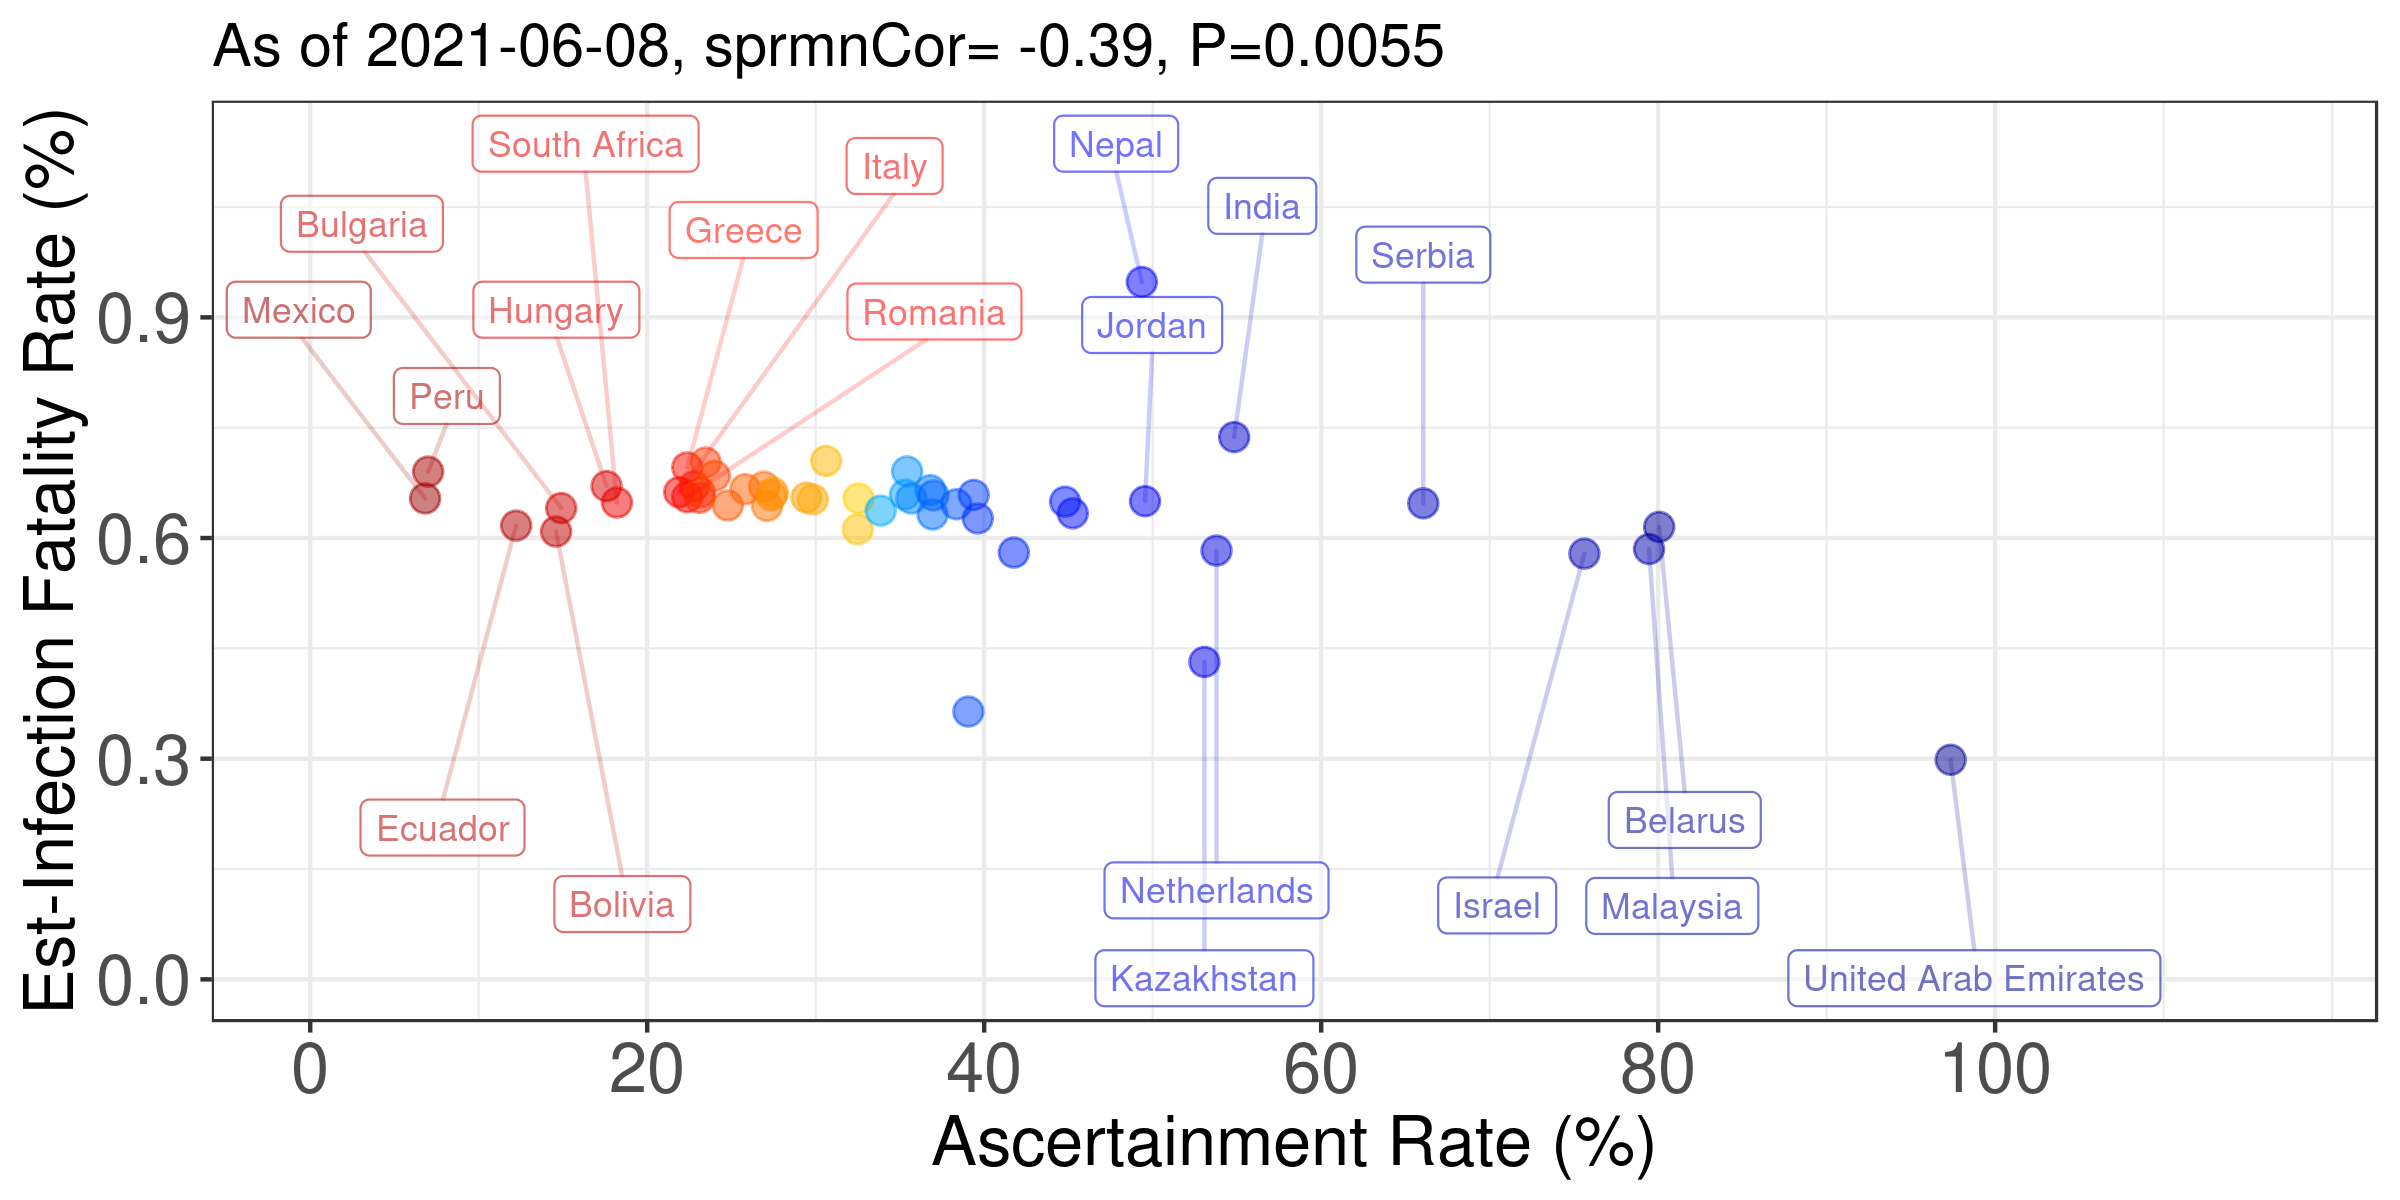 As of 2021-06-08, sprmnCor= -0.39, P=0.0055
Est-Infection Fatality Rate (%)
0.9
0.6
0.3
0.0
South Africa
Nepal
Italy
India
Bulgaria
Greece
Serbia
Mexico
Hungary
Romania
Jordan
Peru
Ecuador
Belarus
Netherlands
Bolivia
Israel
Malaysia
Kazakhstan
United Arab Emirates
0 20 40 60 80 100
Ascertainment Rate (%)